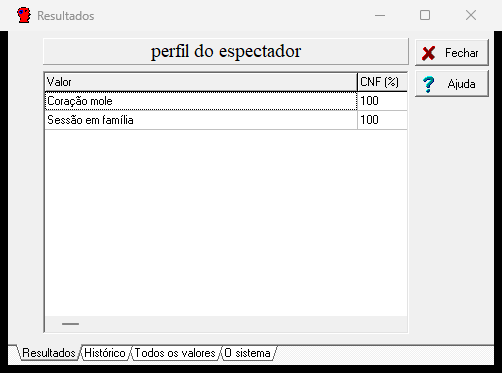 Resultados
perfil do espectador
Fechar
Ajuda
Valor CNF (%)
Coração mole 100
Sessão em família 100
Resultados Histórico Todos os valores O sistema